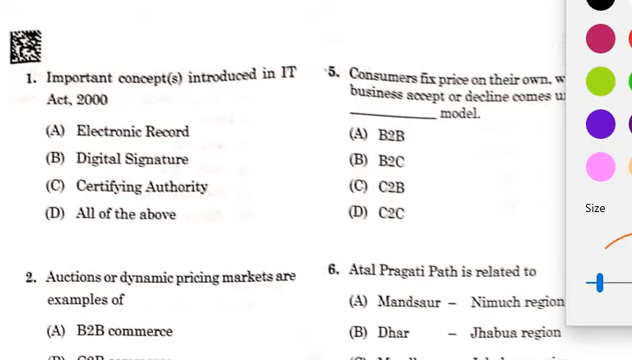 1. Important concept(s) introduced in IT
Act, 2000
(A) Electronic Record
(B) Digital Signature
(C) Certifying Authority
(D) All of the above
2. Auctions or dynamic pricing markets are
examples of
(A) B2B commerce
5. Consumers fix price on their own, w
business accept or decline comes u
________ model.
(A) B2B
(B) B2C
(C) C2B
(D) C2C
6. Atal Pragati Path is related to
(A) Mandsaur – Nimuch region
(B) Dhar – Jhabua region
Size